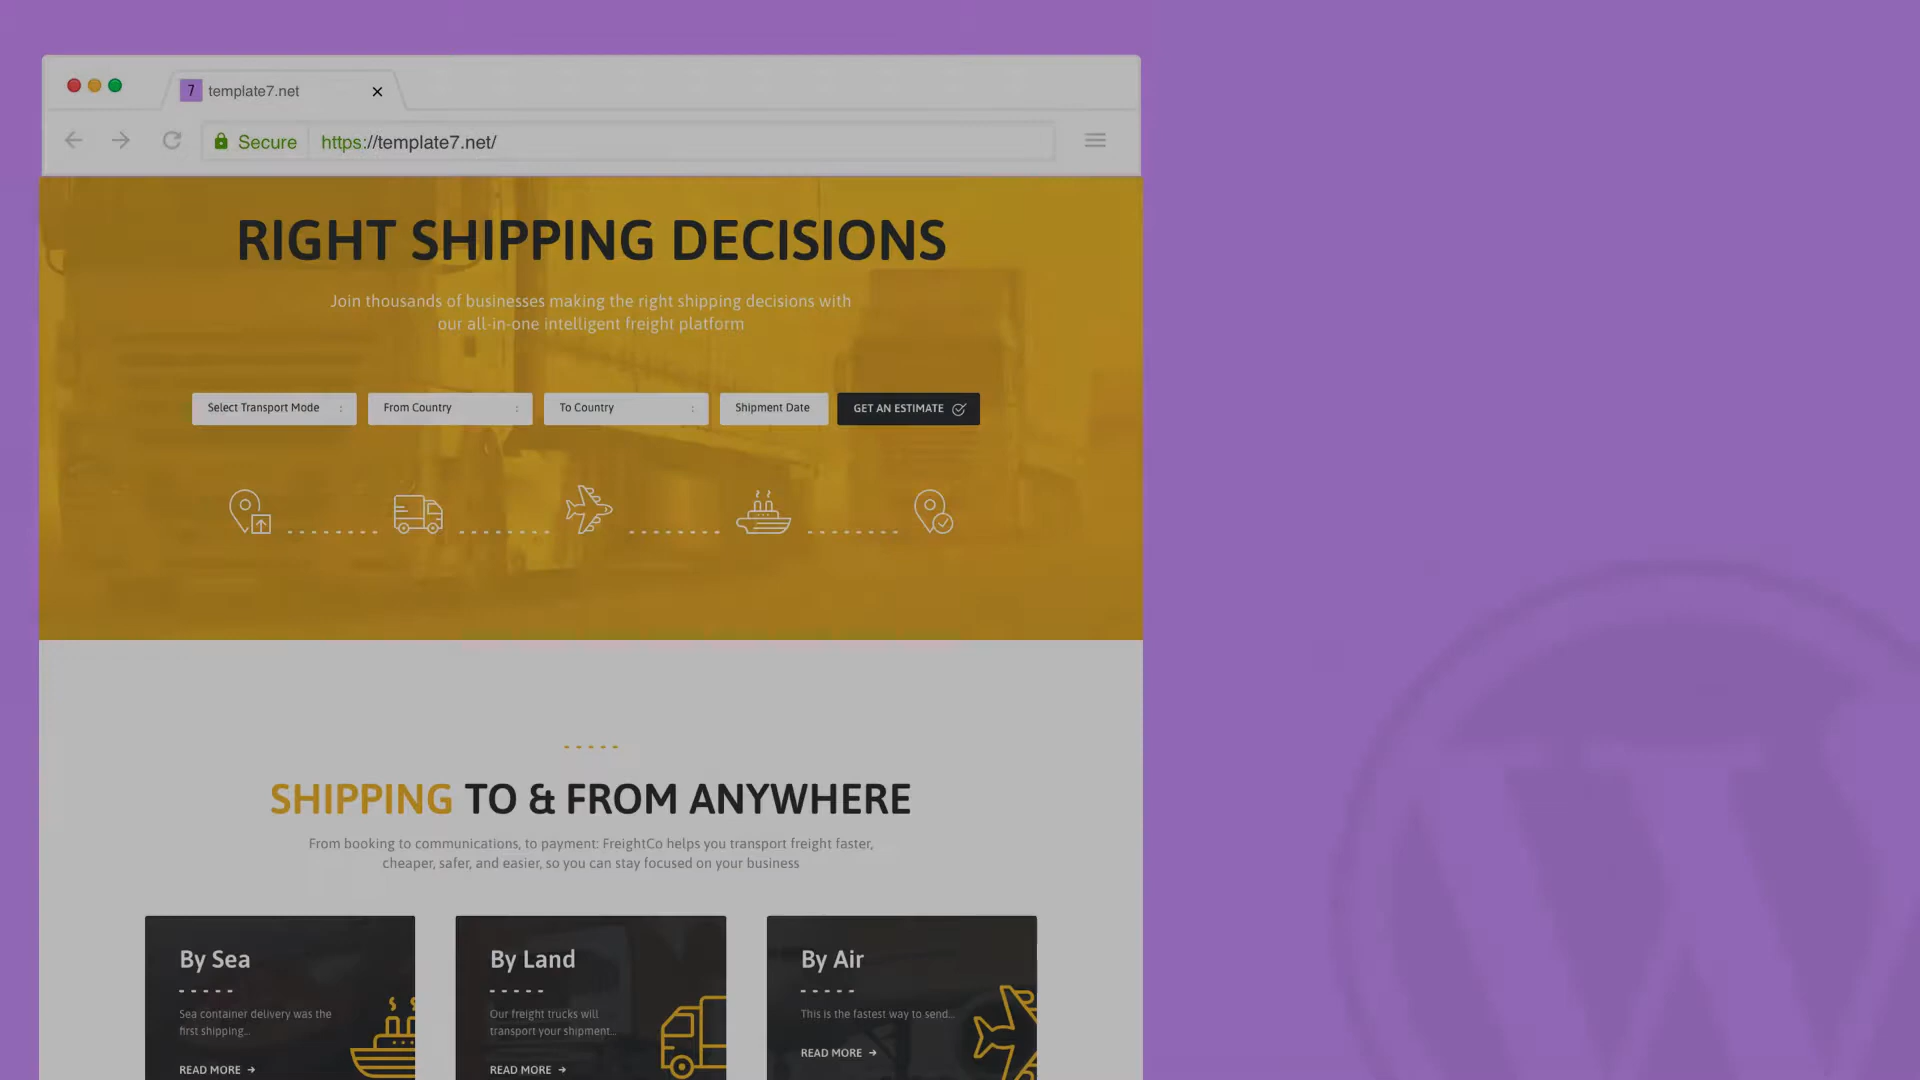 7 template7.net
Secure https://template7.net/
RIGHT SHIPPING DECISIONS
Join thousands of businesses making the right shipping decisions with
our all-in-one intelligent freight platform
Select Transport Mode
From Country
To Country
Shipment Date
GET AN ESTIMATE
SHIPPING TO & FROM ANYWHERE
From booking to communications, to payment: FreightCo helps you transport freight faster,
cheaper, safer, and easier, so you can stay focused on your business
By Sea
Sea container delivery was the
first shipping...
READ MORE
By Land
Our freight trucks will
transport your shipment...
READ MORE
By Air
This is the fastest way to send...
READ MORE
W